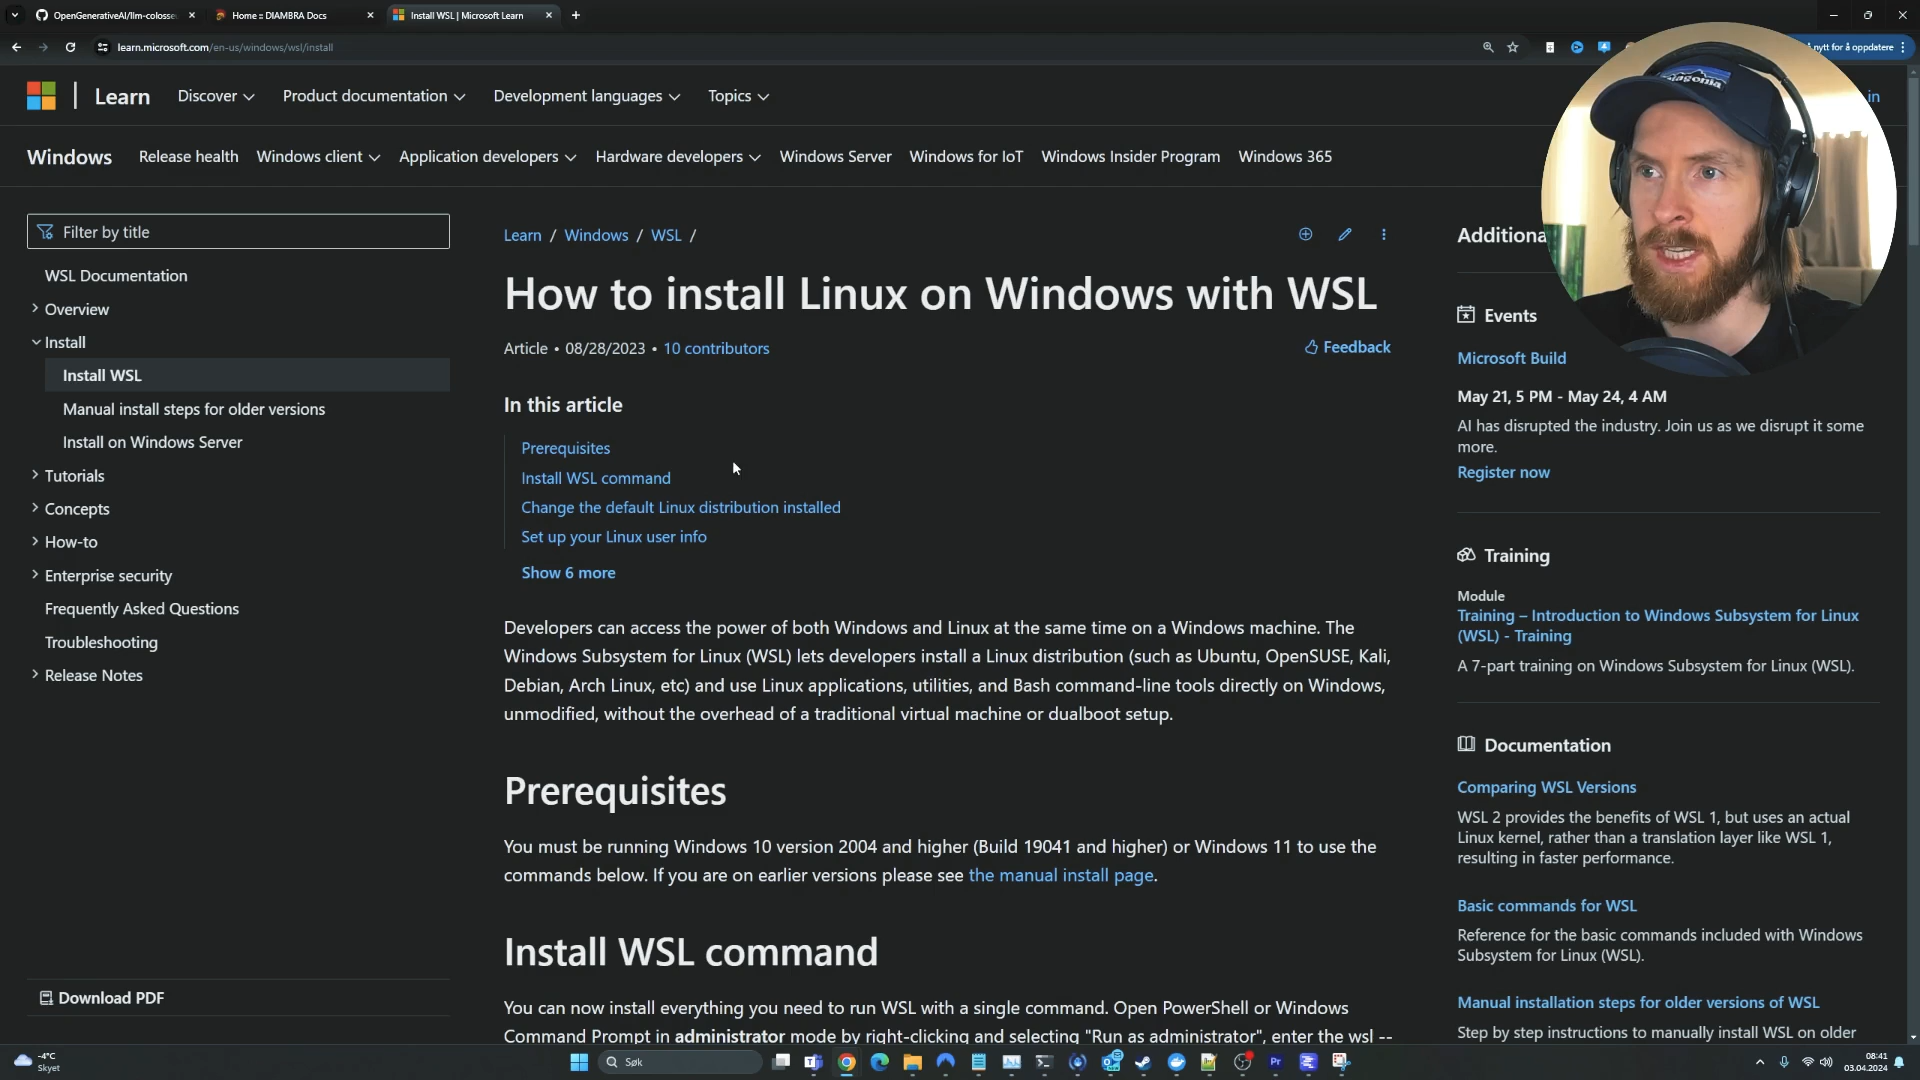 OpenGenerativeAI/llm-colosse
Home :: DIAMBRA Docs
Install WSL | Microsoft Learn
learn.microsoft.com/en-us/windows/wsl/install
nytt for å oppdatere
Learn
Discover
Product documentation
Development languages
Topics
in
Windows
Release health
Windows client
Application developers
Hardware developers
Windows Server
Windows for IoT
Windows Insider Program
Windows 365
patagonia
Filter by title
WSL Documentation
Overview
Install
Install WSL
Manual install steps for older versions
Install on Windows Server
Tutorials
Concepts
How-to
Enterprise security
Frequently Asked Questions
Troubleshooting
Release Notes
Download PDF
Learn / Windows / WSL /
How to install Linux on Windows with WSL
Article • 08/28/2023 • 10 contributors
Feedback
In this article
Prerequisites
Install WSL command
Change the default Linux distribution installed
Set up your Linux user info
Show 6 more
Developers can access the power of both Windows and Linux at the same time on a Windows machine. The
Windows Subsystem for Linux (WSL) lets developers install a Linux distribution (such as Ubuntu, OpenSUSE, Kali,
Debian, Arch Linux, etc) and use Linux applications, utilities, and Bash command-line tools directly on Windows,
unmodified, without the overhead of a traditional virtual machine or dualboot setup.
Prerequisites
You must be running Windows 10 version 2004 and higher (Build 19041 and higher) or Windows 11 to use the
commands below. If you are on earlier versions please see the manual install page.
Install WSL command
You can now install everything you need to run WSL with a single command. Open PowerShell or Windows
Command Prompt in administrator mode by right-clicking and selecting "Run as administrator", enter the wsl --
Additiona
Events
Microsoft Build
May 21, 5 PM - May 24, 4 AM
AI has disrupted the industry. Join us as we disrupt it some
more.
Register now
Training
Module
Training – Introduction to Windows Subsystem for Linux
(WSL) - Training
A 7-part training on Windows Subsystem for Linux (WSL).
Documentation
Comparing WSL Versions
WSL 2 provides the benefits of WSL 1, but uses an actual
Linux kernel, rather than a translation layer like WSL 1,
resulting in faster performance.
Basic commands for WSL
Reference for the basic commands included with Windows
Subsystem for Linux (WSL).
Manual installation steps for older versions of WSL
Step by step instructions to manually install WSL on older
-4°C
Skyet
Søk
Pr
08:41
03.04.2024